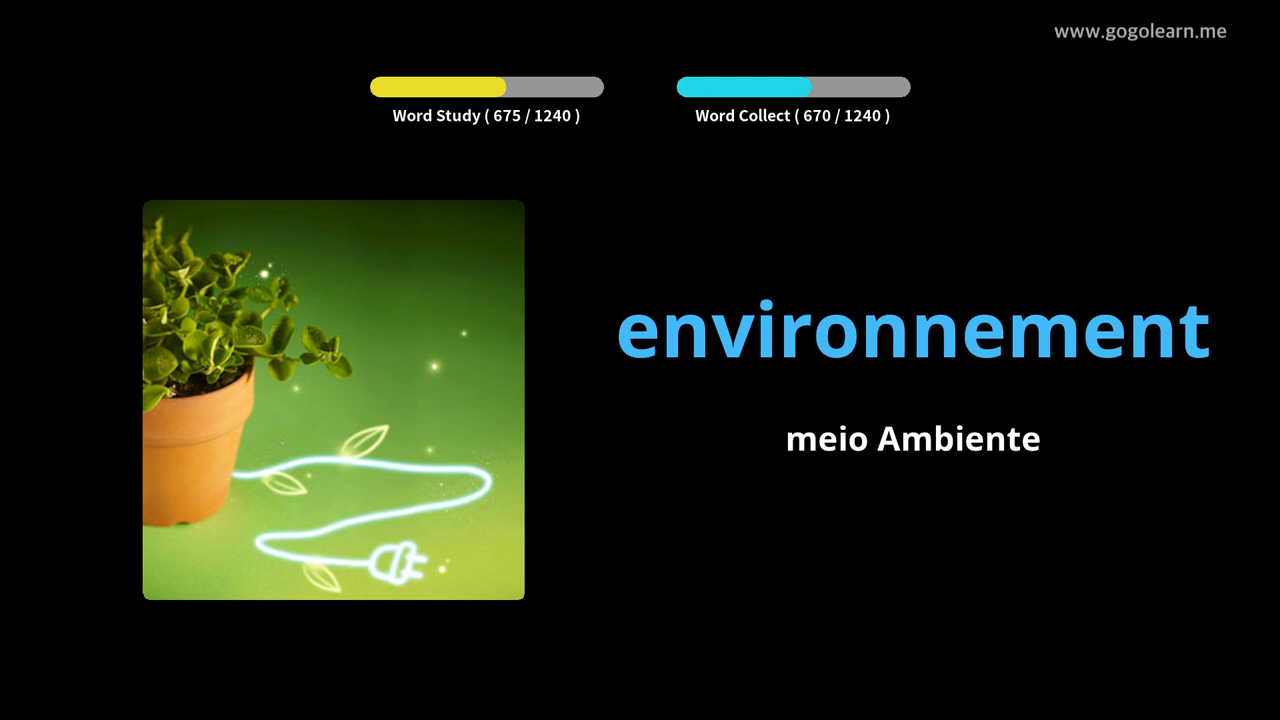 www.gogolearn.me
Word Study ( 675 / 1240 )
Word Collect ( 670 / 1240 )
environnement
meio Ambiente